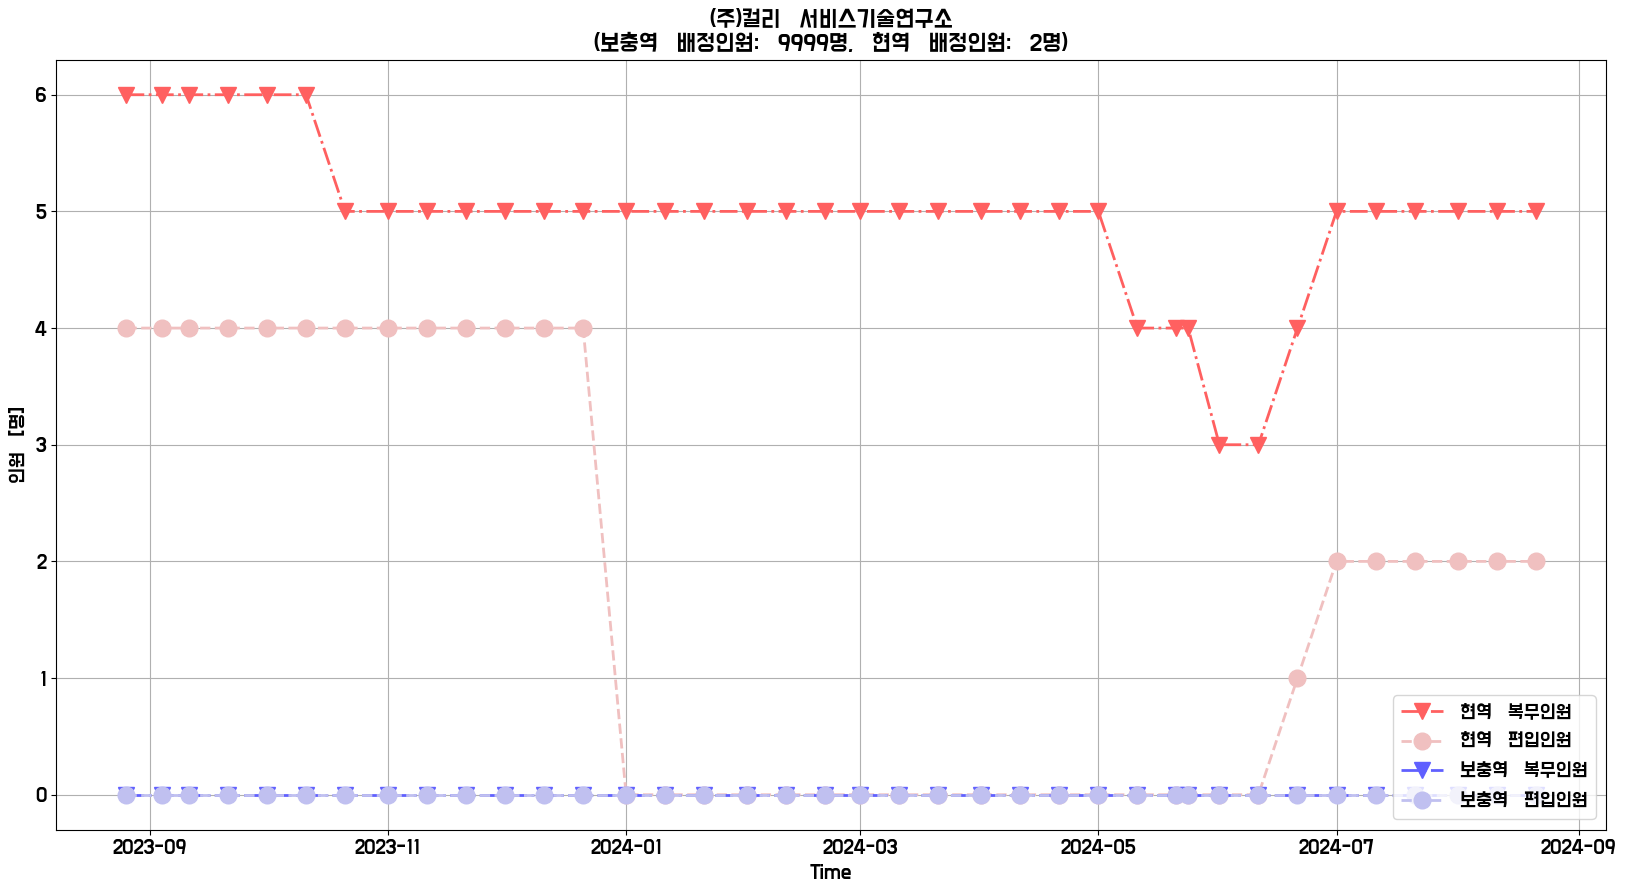 (주)컬리 서비스기술연구소
(보충역 배정인원: 9999명, 현역 배정인원: 2명)
6
5
4
3
2
1
0
인원 [명]
2023-09
2023-11
2024-01
2024-03
2024-05
2024-07
2024-09
Time
현역 복무인원
현역 편입인원
보충역 복무인원
보충역 편입인원